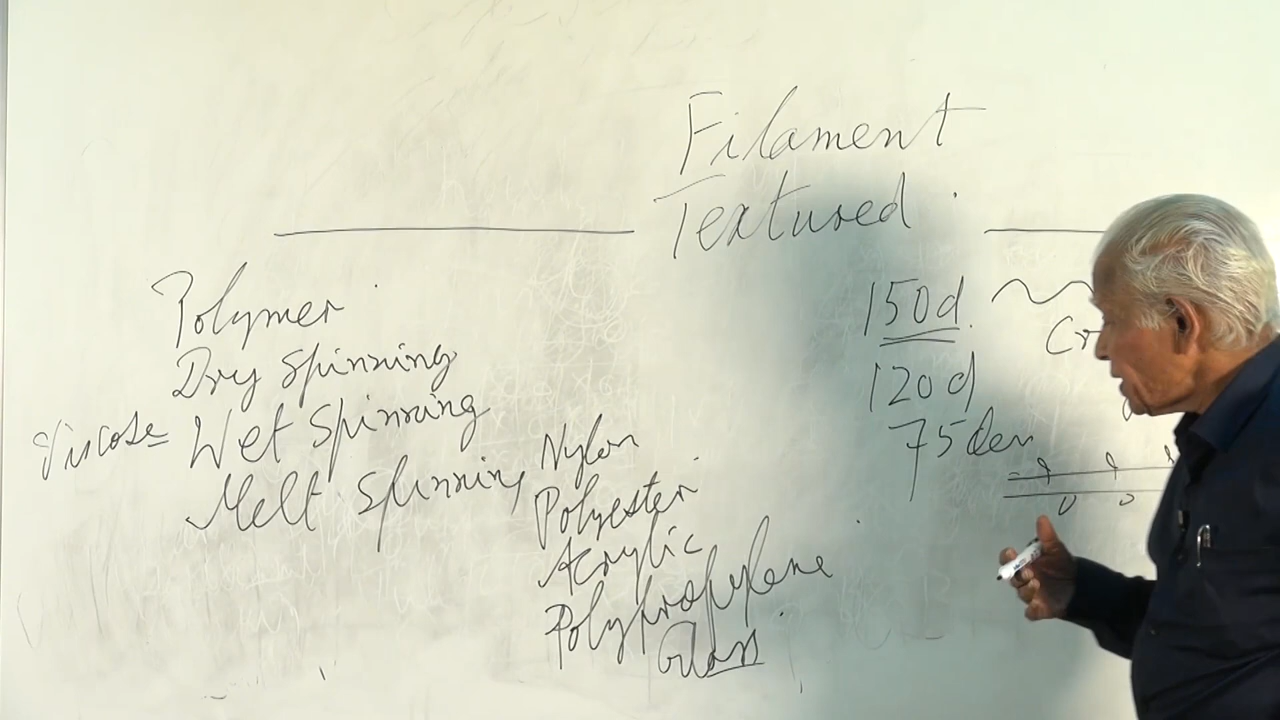 Filament
Textured
Polymer
Dry Spinning
Viscose Wet Spinning
Melt Spinning
Nylon
Polyester
Acrylic
Polypropylene
Glass
150d
120d
75den